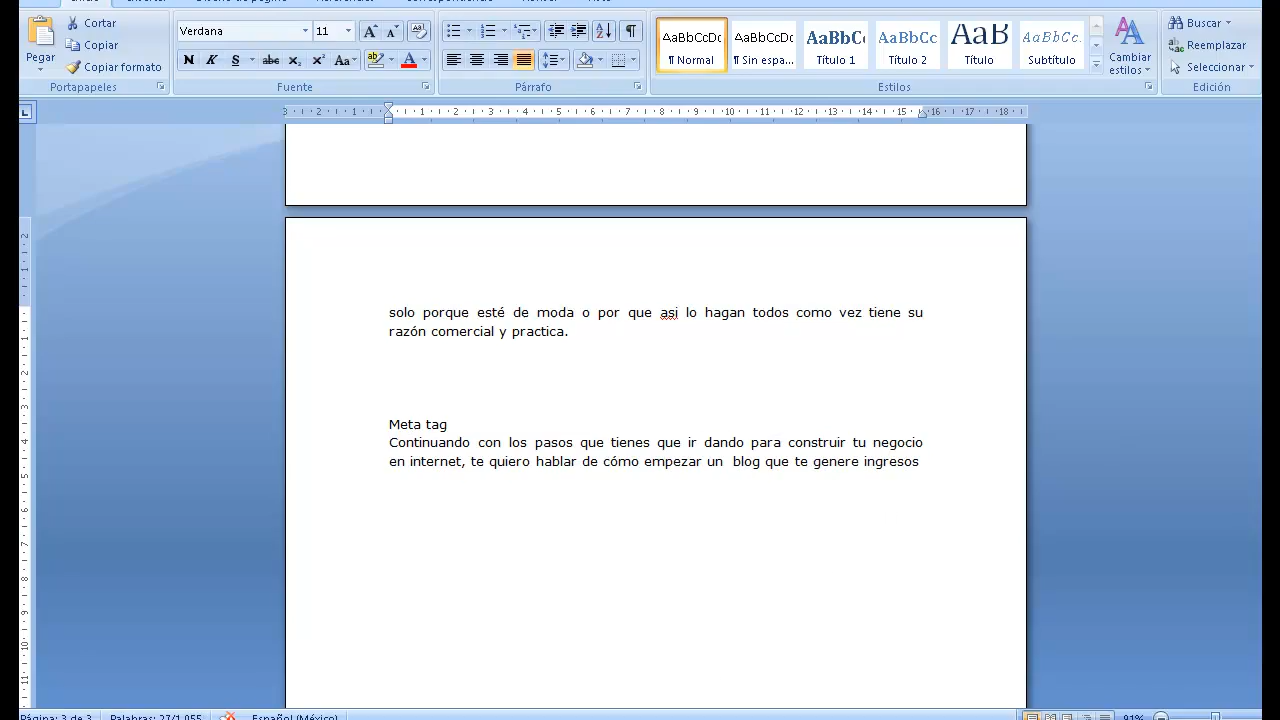 Cortar
Copiar
Copiar formato
Pegar
Portapapeles
Verdana
11
Fuente
Párrafo
AaBbCcDc
¶ Normal
AaBbCcDc
¶ Sin espa...
AaBbC
Título 1
AaBbCc
Título 2
AaB
Título
AaBbCc.
Subtítulo
Cambiar
estilos
Estilos
Buscar
Reemplazar
Seleccionar
Edición
solo porque esté de moda o por que asi lo hagan todos como vez tiene su
razón comercial y practica.
Meta tag
Continuando con los pasos que tienes que ir dando para construir tu negocio
en internet, te quiero hablar de cómo empezar un blog que te genere ingresos
Página: 3 de 3
Palabras: 27/1.055
Español (México)
91%